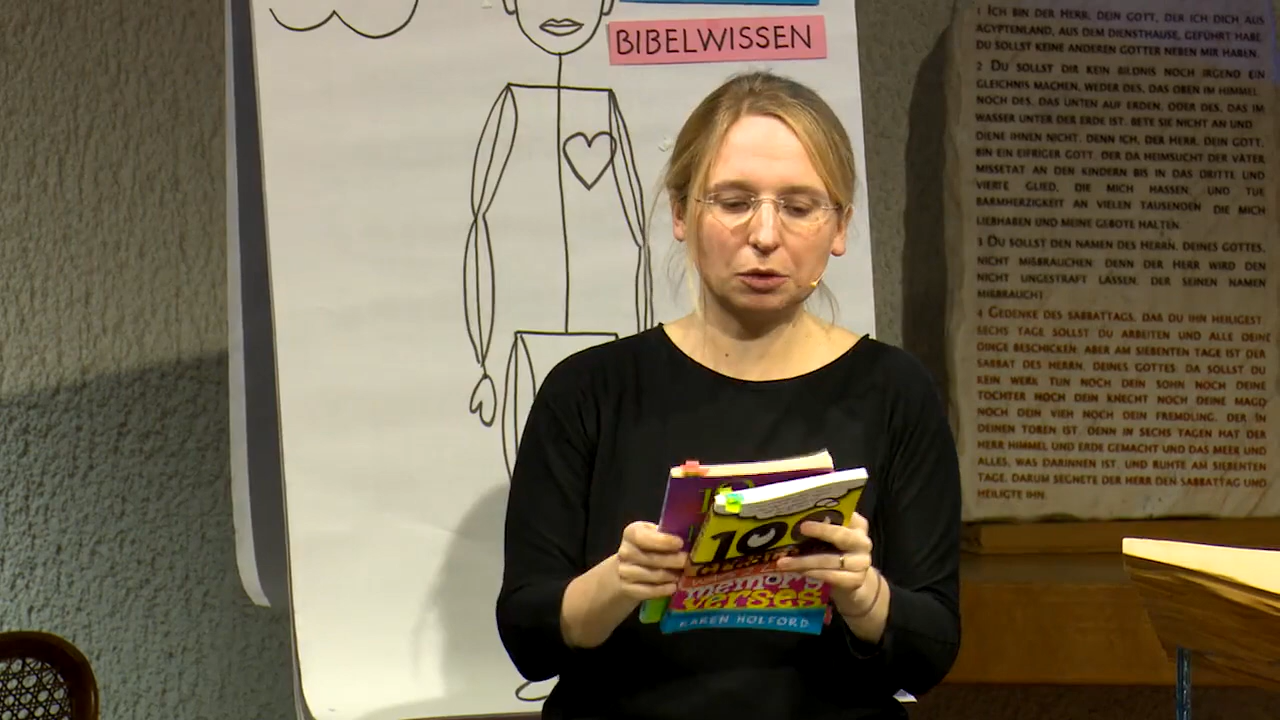 BIBELWISSEN
1 ICH BIN DER HERR, DEIN GOTT, DER ICH DICH AUS
ÄGYPTENLAND, AUS DEM DIENSTHAUSE, GEFÜHRT HABE.
DU SOLLST KEINE ANDEREN GÖTTER NEBEN MIR HABEN.
2 DU SOLLST DIR KEIN BILDNIS NOCH IRGEND EIN
GLEICHNIS MACHEN, WEDER DES, DAS OBEN IM HIMMEL,
NOCH DES, DAS UNTEN AUF ERDEN, ODER DES, DAS IM
WASSER UNTER DER ERDE IST. BETE SIE NICHT AN UND
DIENE IHNEN NICHT. DENN ICH, DER HERR, DEIN GOTT,
BIN EIN EIFRIGER GOTT, DER DA HEIMSUCHT DER VÄTER
MISSETAT AN DEN KINDERN BIS IN DAS DRITTE UND
VIERTE GLIED, DIE MICH HASSEN; UND TUE
BARMHERZIGKEIT AN VIELEN TAUSENDEN DIE MICH
LIEBHABEN UND MEINE GEBOTE HALTEN.
3 DU SOLLST DEN NAMEN DES HERRN, DEINES GOTTES,
NICHT MIßBRAUCHEN; DENN DER HERR WIRD DEN
NICHT UNGESTRAFT LASSEN, DER SEINEN NAMEN
MIßBRAUCHT.
4 GEDENKE DES SABBATTAGS, DAß DU IHN HEILIGEST.
SECHS TAGE SOLLST DU ARBEITEN UND ALLE DEINE
DINGE BESCHICKEN; ABER AM SIEBENTEN TAGE IST DER
SABBAT DES HERRN, DEINES GOTTES. DA SOLLST DU
KEIN WERK TUN NOCH DEIN SOHN NOCH DEINE
TOCHTER NOCH DEIN KNECHT NOCH DEINE MAGD
NOCH DEIN VIEH NOCH DEIN FREMDLING, DER IN
DEINEN TOREN IST. DENN IN SECHS TAGEN HAT DER
HERR HIMMEL UND ERDE GEMACHT UND DAS MEER UND
ALLES, WAS DARINNEN IST, UND RUHTE AM SIEBENTEN
TAGE. DARUM SEGNETE DER HERR DEN SABBATTAG UND
HEILIGTE IHN.
100
memory
verses
KAREN HOLFORD